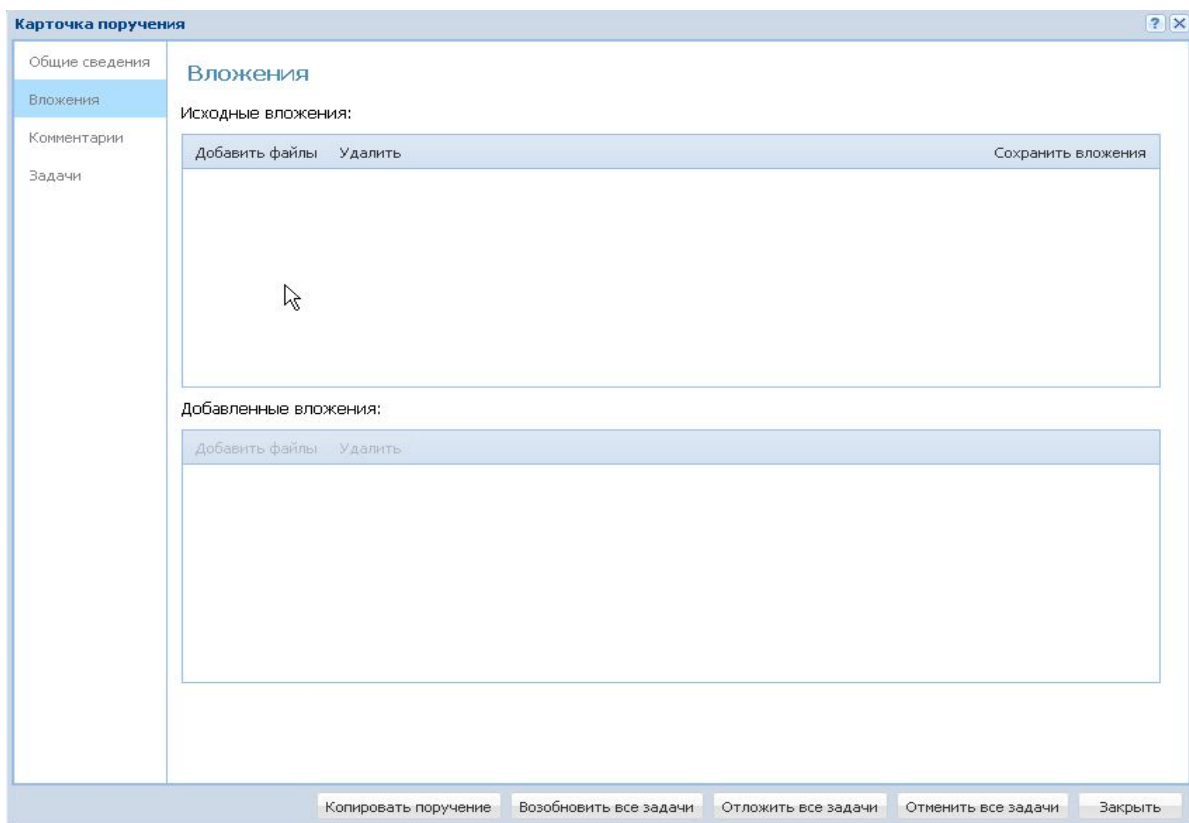 Карточка поручения
?
Общие сведения
Вложения
Комментарии
Задачи
Вложения
Исходные вложения:
Добавить файлы Удалить Сохранить вложения
Добавленные вложения:
Добавить файлы Удалить
Копировать поручение Возобновить все задачи Отложить все задачи Отменить все задачи Закрыть